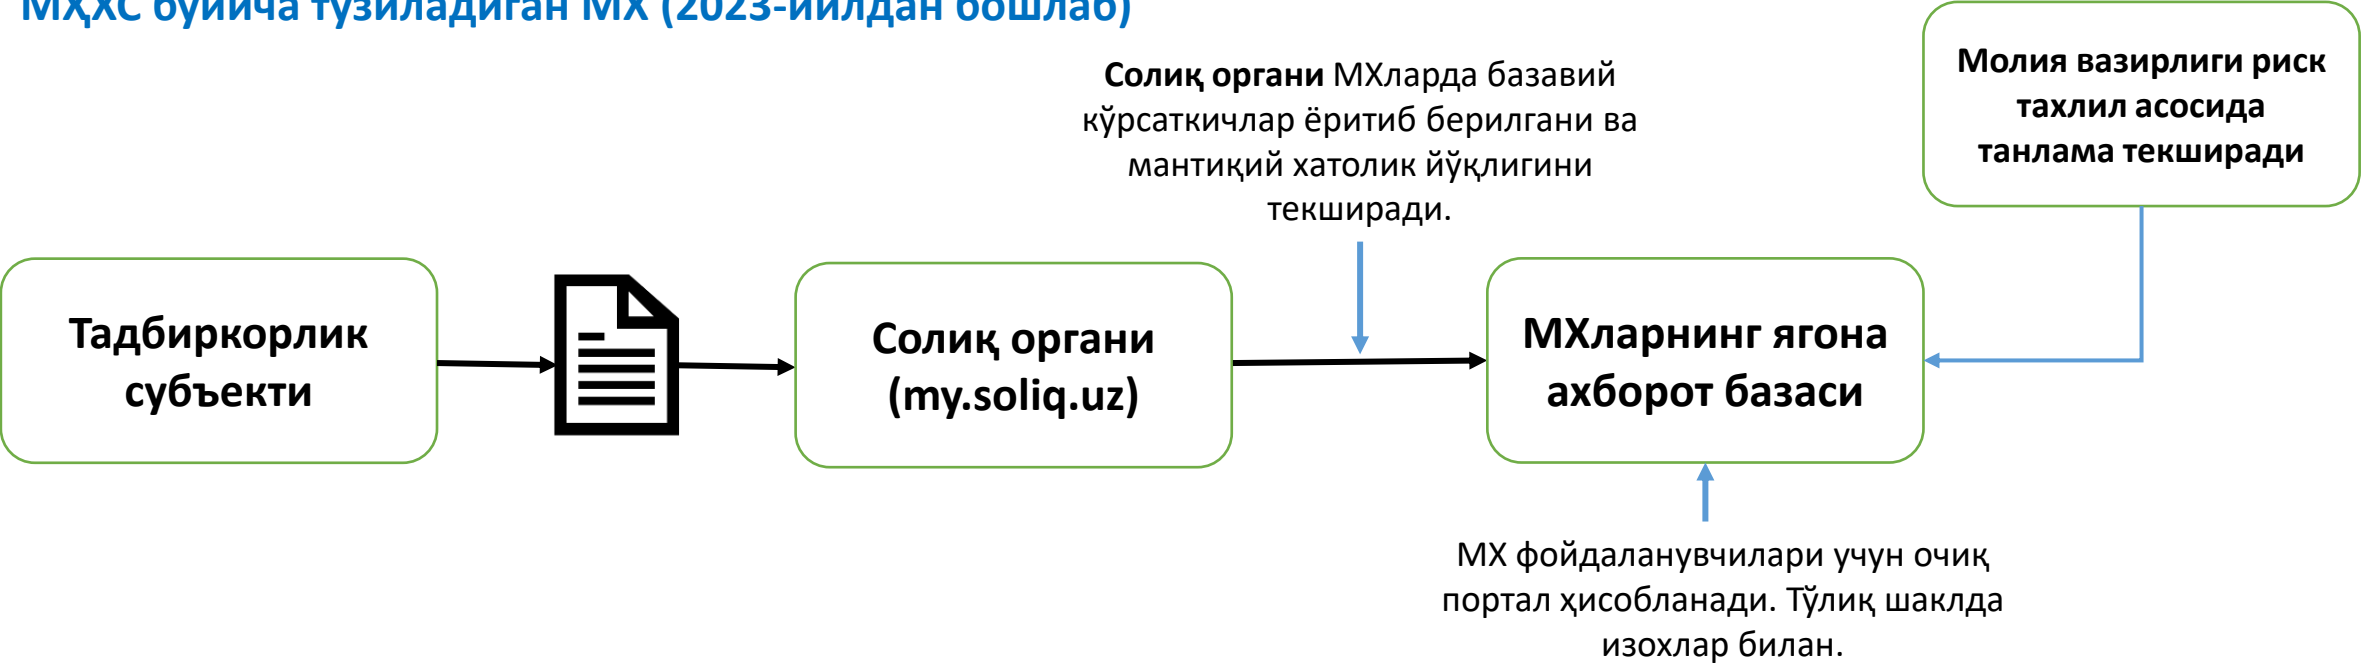 МҲХС бўйича тузиладиган МХ (2023-йилдан бошлаб)
Солиқ органи МХларда базавий
кўрсаткичлар ёритиб берилгани ва
мантиқий хатолик йўқлигини
текширади.
Молия вазирлиги риск
тахлил асосида
танлама текширади
Тадбиркорлик
субъекти
Солиқ органи
(my.soliq.uz)
МХларнинг ягона
ахборот базаси
МХ фойдаланувчилари учун очиқ
портал ҳисобланади. Тўлиқ шаклда
изохлар билан.